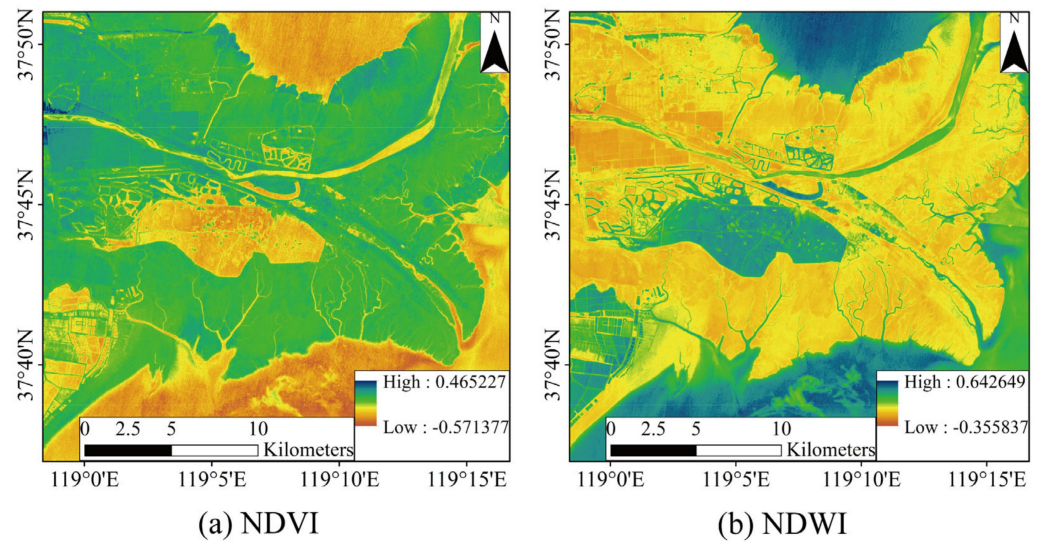 N
37°50'N
37°45'N
37°40'N
High : 0.465227
Low : -0.571377
0 2.5 5 10
Kilometers
119°0'E 119°5'E 119°10'E 119°15'E
(a) NDVI
N
37°50'N
37°45'N
37°40'N
High : 0.642649
Low : -0.355837
0 2.5 5 10
Kilometers
119°0'E 119°5'E 119°10'E 119°15'E
(b) NDWI